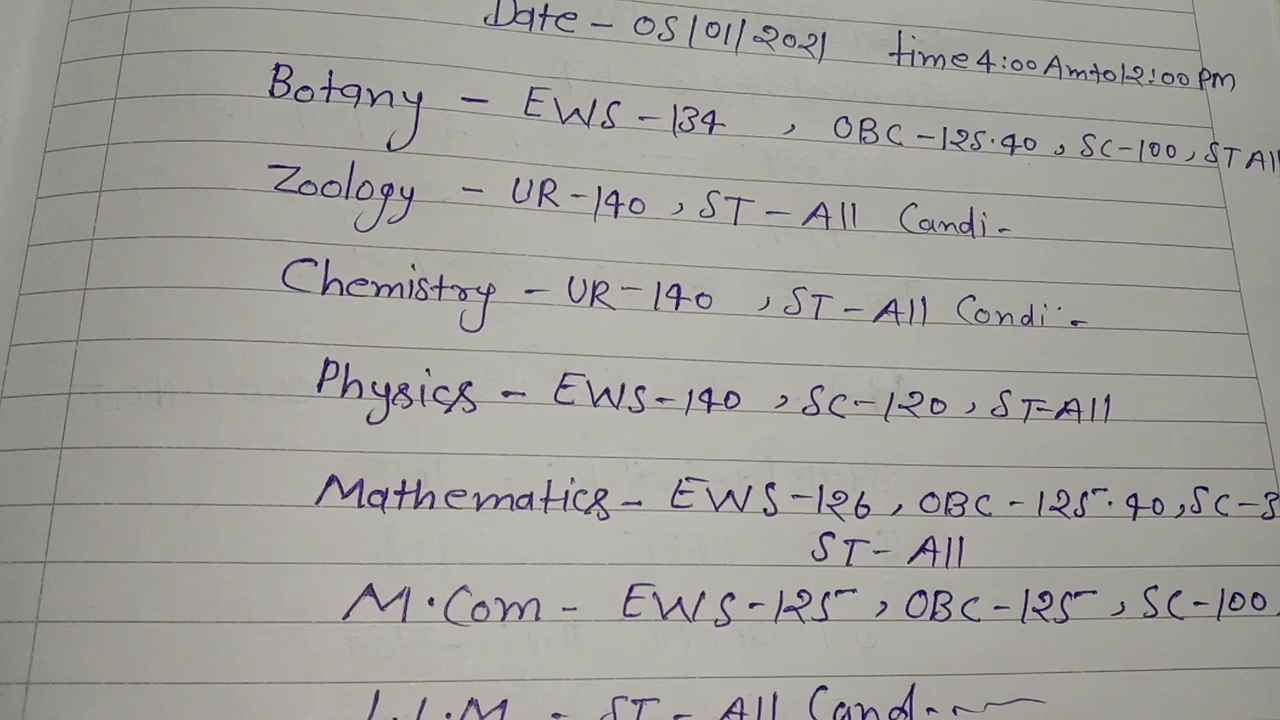 Date - 05/01/2021 time 4:00 Am to 12:00 pm
Botany - EWS - 134 , OBC - 125.40 , SC - 100 , ST All
Zoology - UR - 140 , ST - All Candi -
Chemistry - UR - 140 , ST - All Condi -
Physics - EWS - 140 , SC - 120 , ST - All
Mathematics - EWS - 126 , OBC - 125.40 , SC -
ST - All
M.Com - EWS - 125 , OBC - 125 , SC - 100
L.L.M - ST - All Cand